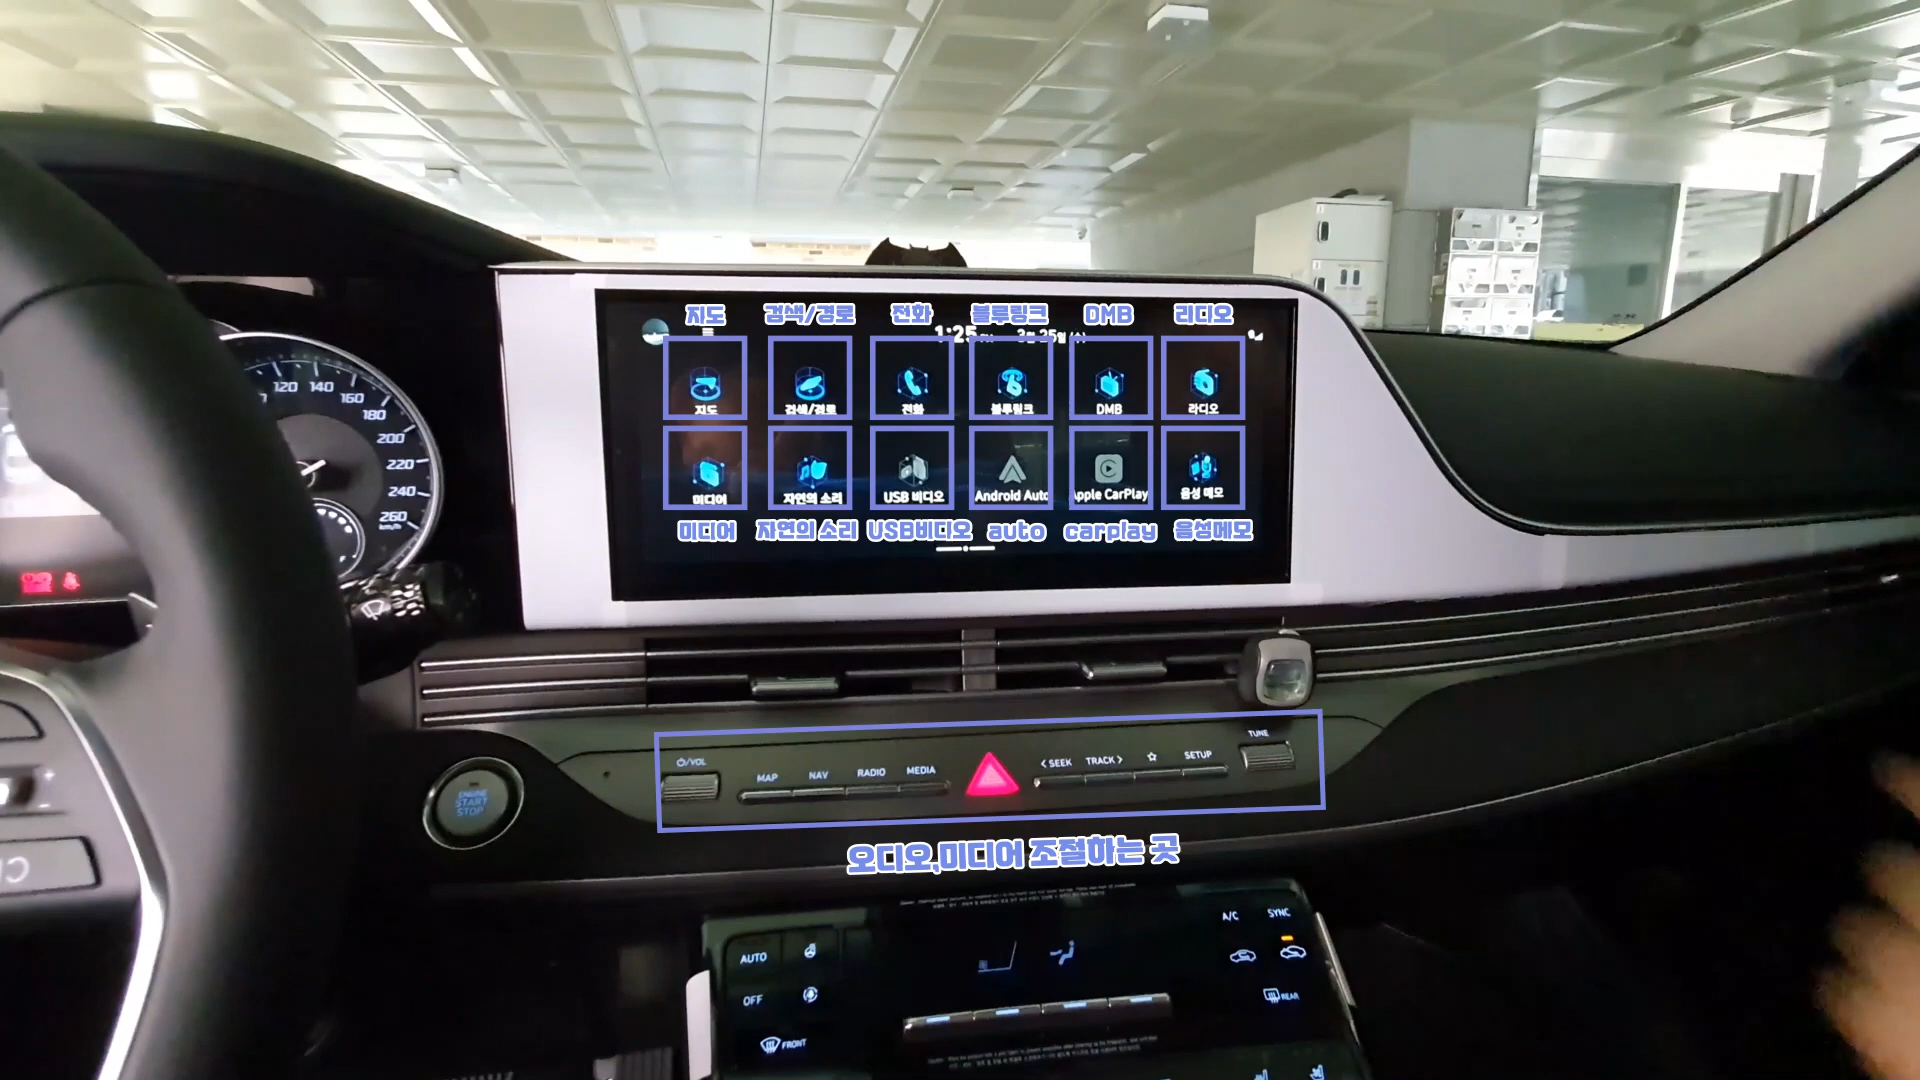 지도 검색/경로 전화 블루링크 DMB 리디오
1:25 3월 25일
지도 검색/경로 전화 블루링크 DMB 라디오
미디어 자연의 소리 USB 비디오 Android Auto Apple CarPlay 음성 메모
미디어 자연의 소리 USB비디오 auto carplay 음성메모
120 140 160 180 200 220 240 260
km/h
VOL MAP NAV RADIO MEDIA < SEEK TRACK > SETUP TUNE
ENGINE
START
STOP
오디오,미디어 조절하는 곳
AUTO A/C SYNC
OFF REAR
FRONT